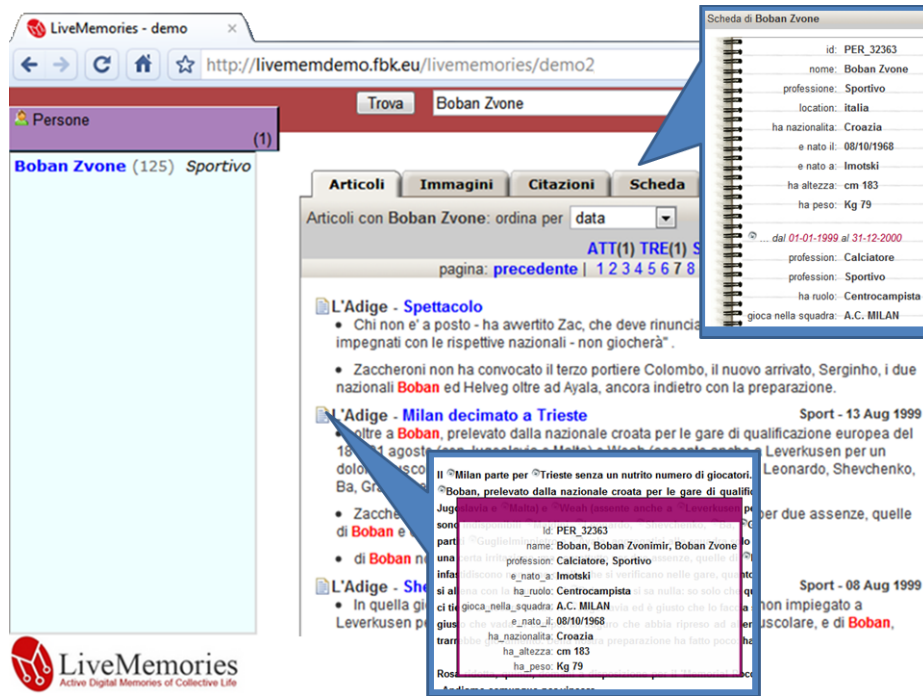 LiveMemories - demo
http://livememdemo.fbk.eu/livememories/demo2
Trova
Boban Zvone
Persone
(1)
Boban Zvone (125) Sportivo
Articoli
Immagini
Citazioni
Scheda
Articoli con Boban Zvone: ordina per data
ATT(1) TRE(1)
pagina: precedente | 1 2 3 4 5 6 7 8
L'Adige - Spettacolo
Chi non e' a posto - ha avvertito Zac, che deve
impegnati con le rispettive nazionali - non giocherà" .
Zaccheroni non ha convocato il terzo portiere Colombo, il nuovo arrivato, Serginho, i due
nazionali Boban ed Helveg oltre ad Ayala, ancora indietro con la preparazione.
L'Adige - Milan decimato a Trieste
Sport - 13 Aug 1999
oltre a Boban, prelevato dalla nazionale croata per le gare di qualificazione europea del
Leverkusen per un
Leonardo, Shevchenko,
Ba,
per due assenze, quelle
di Boban e
di Boban
L'Adige -
Sport - 08 Aug 1999
In quella
non impiegato a
Leverkusen
e di Boban,
Scheda di Boban Zvone
id: PER_32363
nome: Boban Zvone
professione: Sportivo
location: italia
ha nazionalita: Croazia
e nato il: 08/10/1968
e nato a: Imotski
ha altezza: cm 183
ha peso: Kg 79
... dal 01-01-1999 al 31-12-2000
profession: Calciatore
profession: Sportivo
ha ruolo: Centrocampista
gioca nella squadra: A.C. MILAN
Il Milan parte per Trieste senza un nutrito numero di giocatori.
Boban, prelevato dalla nazionale croata per le gare di
Id: PER_32363
name: Boban, Boban Zvonimir, Boban Zvone
profession: Calciatore, Sportivo
e_nato_a: Imotski
ha_ruolo: Centrocampista
gioca_nella_squadra: A.C. MILAN
e_nato_il: 08/10/1968
ha_nazionalita: Croazia
ha_altezza: cm 183
ha_peso: Kg 79
LiveMemories
Active Digital Memories of Collective Life